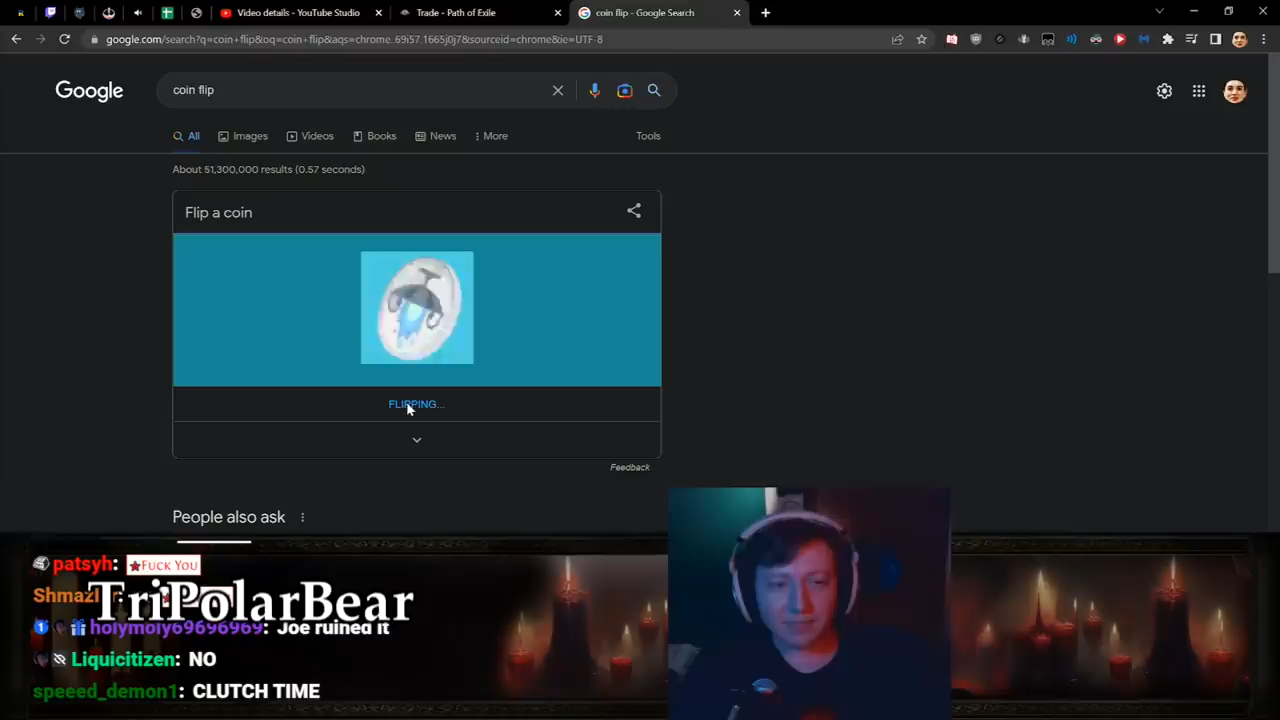 Video details - YouTube Studio
Trade - Path of Exile
coin flip - Google Search
google.com/search?q=coin+flip&oq=coin+flip&aqs=chrome..69i57.1665j0j7&sourceid=chrome&ie=UTF-8
Google
coin flip
All
Images
Videos
Books
News
More
Tools
About 51,300,000 results (0.57 seconds)
Flip a coin
FLIPPING...
Feedback
People also ask
patsyh: ★FUCK YOU
TriPolarBear
holymoly69696969: Joe ruined it
Liquicitizen: NO
speeed_demon1: CLUTCH TIME